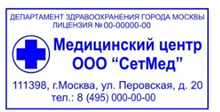 ДЕПАРТАМЕНТ ЗДРАВООХРАНЕНИЯ ГОРОДА МОСКВЫ
ЛИЦЕНЗИЯ № 00-00000-00
Медицинский центр
ООО "СетМед"
111398, г.Москва, ул. Перовская, д. 20
тел.: 8 (495) 000-00-00